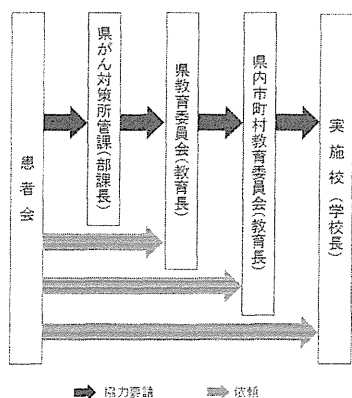 患者会
県がん対策所管課(部課長)
県教育委員会(教育長)
県内市町村教育委員会(教育長)
実施校(学校長)
協力要請
依頼